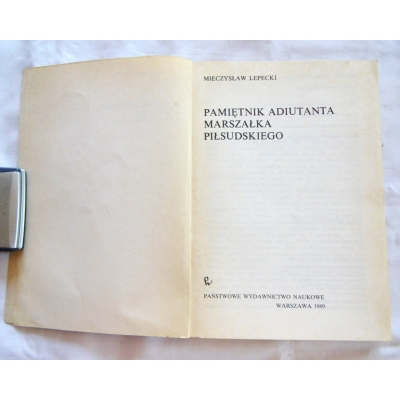 MIECZYSŁAW LEPECKI
PAMIĘTNIK ADIUTANTA
MARSZAŁKA
PIŁSUDSKIEGO
PAŃSTWOWE WYDAWNICTWO NAUKOWE
WARSZAWA 1989